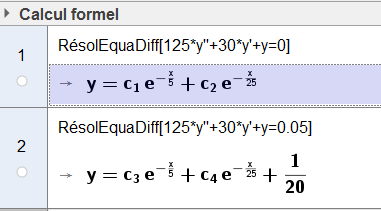 Calcul formel
1
RésolEquaDiff[125*y''+30*y'+y=0]
→ y = c₁ e^(-x/5) + c₂ e^(-x/25)
2
RésolEquaDiff[125*y''+30*y'+y=0.05]
→ y = c₃ e^(-x/5) + c₄ e^(-x/25) + 1/20